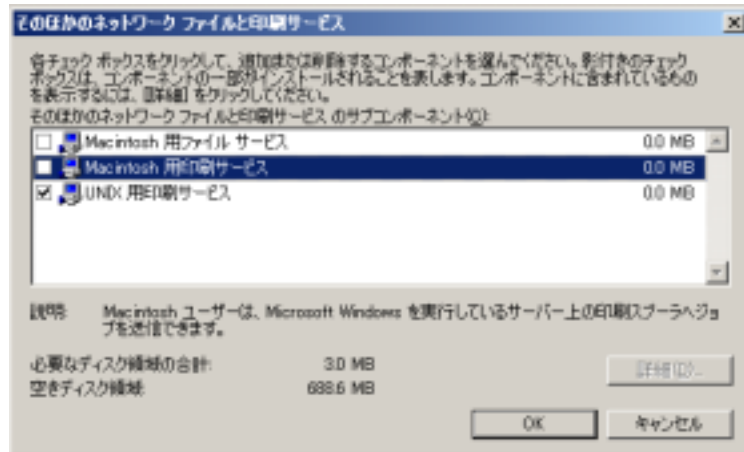 そのほかのネットワーク ファイルと印刷サービス
各チェック ボックスをクリックして、追加または削除するコンポーネントを選んでください。影付きのチェック
ボックスは、コンポーネントの一部がインストールされることを表します。コンポーネントに含まれているもの
を表示するには、[詳細] をクリックしてください。
そのほかのネットワーク ファイルと印刷サービス のサブコンポーネント(C):
Macintosh 用ファイル サービス 0.0 MB
Macintosh 用印刷サービス 0.0 MB
UNIX 用印刷サービス 0.0 MB
説明: Macintosh ユーザーは、Microsoft Windows を実行しているサーバー上の印刷スプーラへジョ
ブを送信できます。
必要なディスク領域の合計: 3.0 MB
空きディスク領域: 688.6 MB
詳細(D)...
OK キャンセル